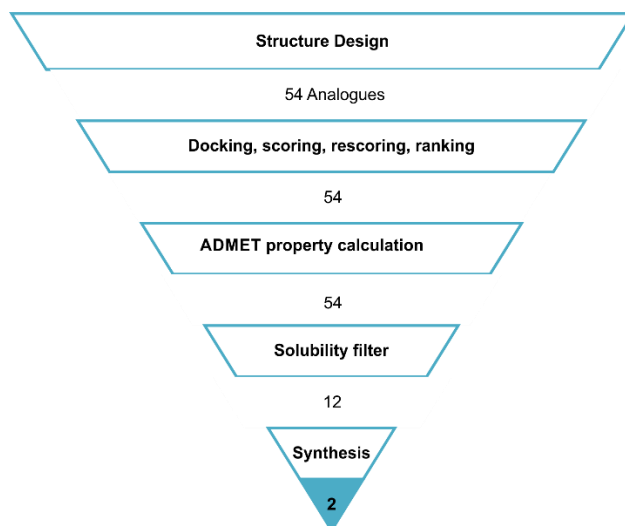 Structure Design
54 Analogues
Docking, scoring, rescoring, ranking
54
ADMET property calculation
54
Solubility filter
12
Synthesis
2